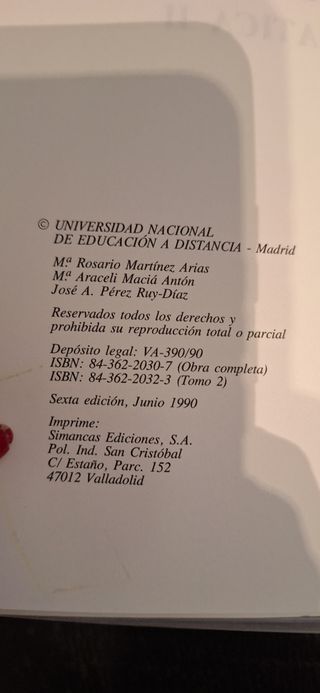 ATICA II
© UNIVERSIDAD NACIONAL
DE EDUCACIÓN A DISTANCIA - Madrid
Mª Rosario Martínez Arias
Mª Araceli Maciá Antón
José A. Pérez Ruy-Díaz
Reservados todos los derechos y
prohibida su reproducción total o parcial
Depósito legal: VA-390/90
ISBN: 84-362-2030-7 (Obra completa)
ISBN: 84-362-2032-3 (Tomo 2)
Sexta edición, Junio 1990
Imprime:
Simancas Ediciones, S.A.
Pol. Ind. San Cristóbal
C/ Estaño, Parc. 152
47012 Valladolid